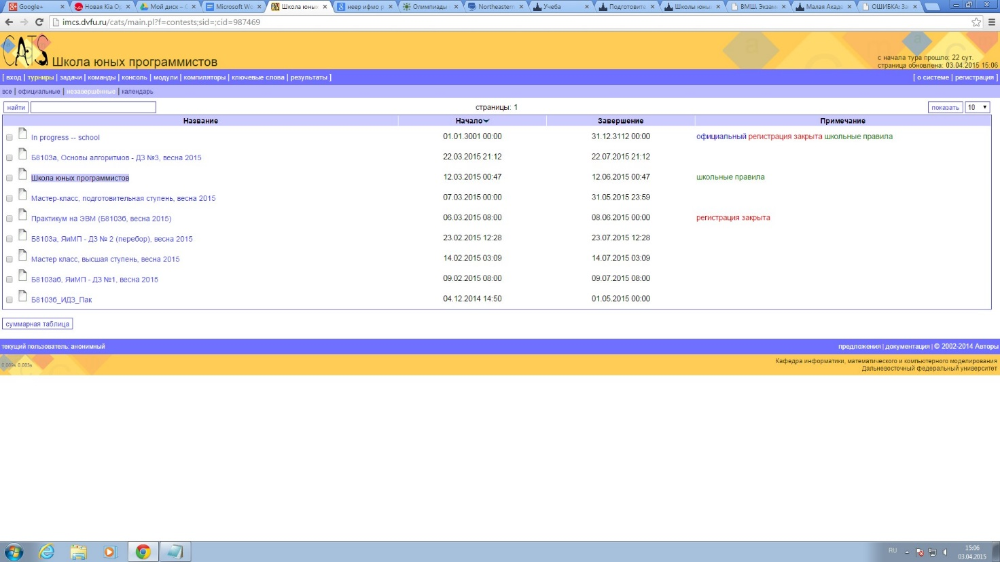 Google+
Новая Kia Op
Мой диск – G
Microsoft Wo
Школа юных
неер ифмо р
Олимпиады
Northeastern
Учеба
Подготовите
Школы юны
ВМШ. Экзам
Малая Акаде
ОШИБКА: За
imcs.dvfu.ru/cats/main.pl?f=contests;sid=;cid=987469
CATS Школа юных программистов
с начала тура прошло: 22 сут.
страница обновлена: 03.04.2015 15:06
[ вход | турниры | задачи | команды | консоль | модули | компиляторы | ключевые слова | результаты ] [ о системе | регистрация ]
все | официальные | незавершённые | календарь
найти страницы: 1 показать 10
Название Начало Завершение Примечание
In progress -- school 01.01.3001 00:00 31.12.3112 00:00 официальный регистрация закрыта школьные правила
Б8103а, Основы алгоритмов - ДЗ №3, весна 2015 22.03.2015 21:12 22.07.2015 21:12
Школа юных программистов 12.03.2015 00:47 12.06.2015 00:47 школьные правила
Мастер-класс, подготовительная ступень, весна 2015 07.03.2015 00:00 31.05.2015 23:59
Практикум на ЭВМ (Б8103б, весна 2015) 06.03.2015 08:00 08.06.2015 00:00 регистрация закрыта
Б8103а, ЯиМП - ДЗ № 2 (перебор), весна 2015 23.02.2015 12:28 23.07.2015 12:28
Мастер класс, высшая ступень, весна 2015 14.02.2015 03:09 14.07.2015 03:09
Б8103аб, ЯиМП - ДЗ №1, весна 2015 09.02.2015 08:00 09.07.2015 08:00
Б8103б_ИДЗ_Пак 04.12.2014 14:50 01.05.2015 00:00
суммарная таблица
текущий пользователь: анонимный предложения | документация | © 2002-2014 Авторы
0.009s 0.003s
Кафедра информатики, математического и компьютерного моделирования
Дальневосточный федеральный университет
RU
15:06
03.04.2015